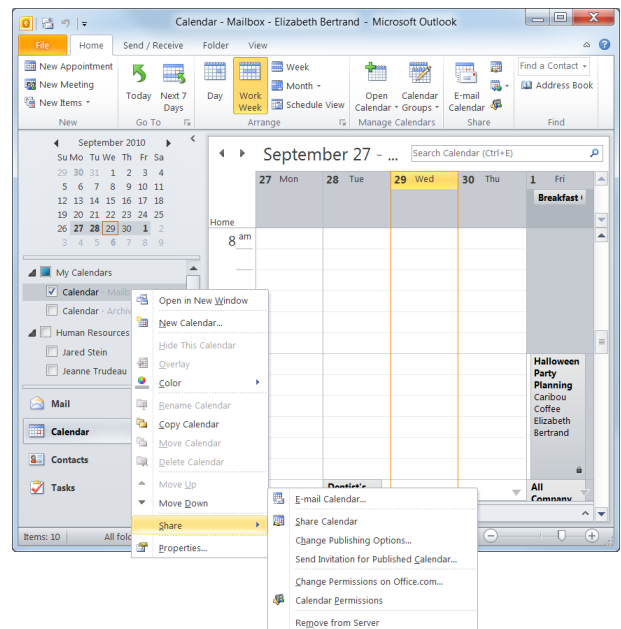 Calendar - Mailbox - Elizabeth Bertrand - Microsoft Outlook
File Home Send / Receive Folder View
New Appointment
New Meeting
New Items
New
Today
Next 7 Days
Go To
Day
Work Week
Week
Month
Schedule View
Arrange
Open Calendar
Calendar Groups
Manage Calendars
E-mail Calendar
Share
Find a Contact
Address Book
Find
September 2010
Su Mo Tu We Th Fr Sa
29 30 31 1 2 3 4
5 6 7 8 9 10 11
12 13 14 15 16 17 18
19 20 21 22 23 24 25
26 27 28 29 30 1 2
3 4 5 6 7 8 9
My Calendars
Calendar - Mailb
Calendar - Archiv
Human Resources
Jared Stein
Jeanne Trudeau
Mail
Calendar
Contacts
Tasks
September 27 - ...
Search Calendar (Ctrl+E)
27 Mon 28 Tue 29 Wed 30 Thu 1 Fri
Breakfast
Home
8 am
Halloween
Party
Planning
Caribou
Coffee
Elizabeth
Bertrand
Dentist's
All
Company
Open in New Window
New Calendar...
Hide This Calendar
Overlay
Color
Rename Calendar
Copy Calendar
Move Calendar
Delete Calendar
Move Up
Move Down
Share
Properties...
E-mail Calendar...
Share Calendar
Change Publishing Options...
Send Invitation for Published Calendar...
Change Permissions on Office.com...
Calendar Permissions
Remove from Server
Items: 10 All fold